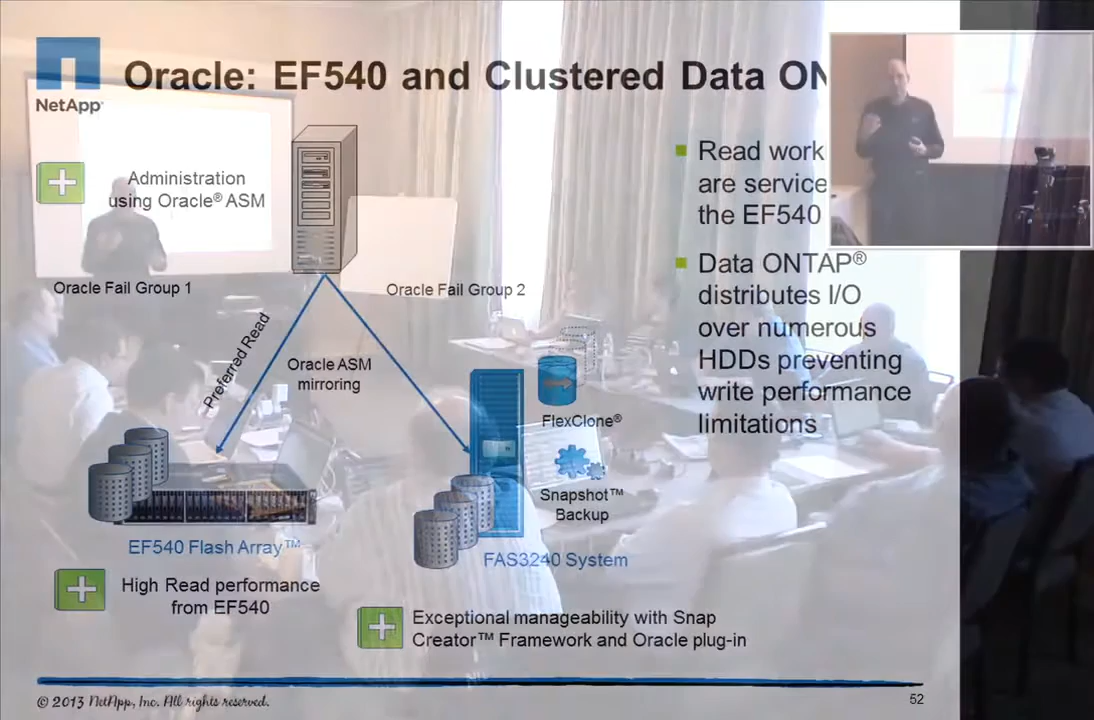 NetApp®
Oracle: EF540 and Clustered Data
Administration
using Oracle® ASM
Read
are
the EF540
Oracle Fail Group 1
Oracle Fail Group 2
Data ONTAP®
distributes I/O
over numerous
HDDs preventing
write performance
limitations
Preferred Read
Oracle ASM
mirroring
FlexClone®
Snapshot™
Backup
EF540 Flash Array™
FAS3240 System
High Read performance
from EF540
Exceptional manageability with Snap
Creator™ Framework and Oracle plug-in
© 2013 NetApp, Inc. All rights reserved.
52